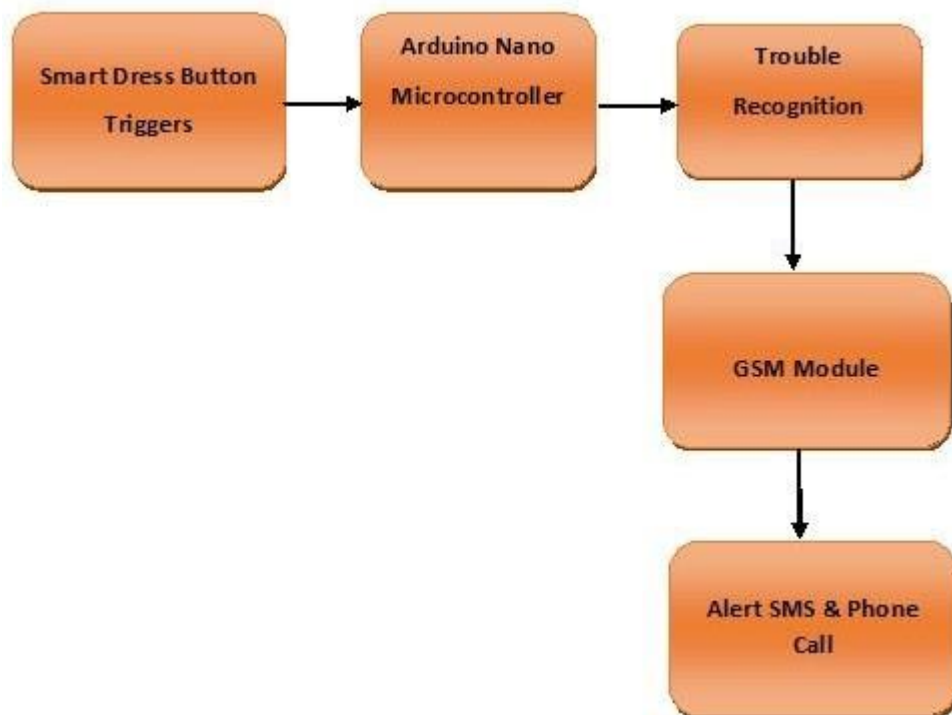 Smart Dress Button
Triggers
Arduino Nano
Microcontroller
Trouble
Recognition
GSM Module
Alert SMS & Phone
Call